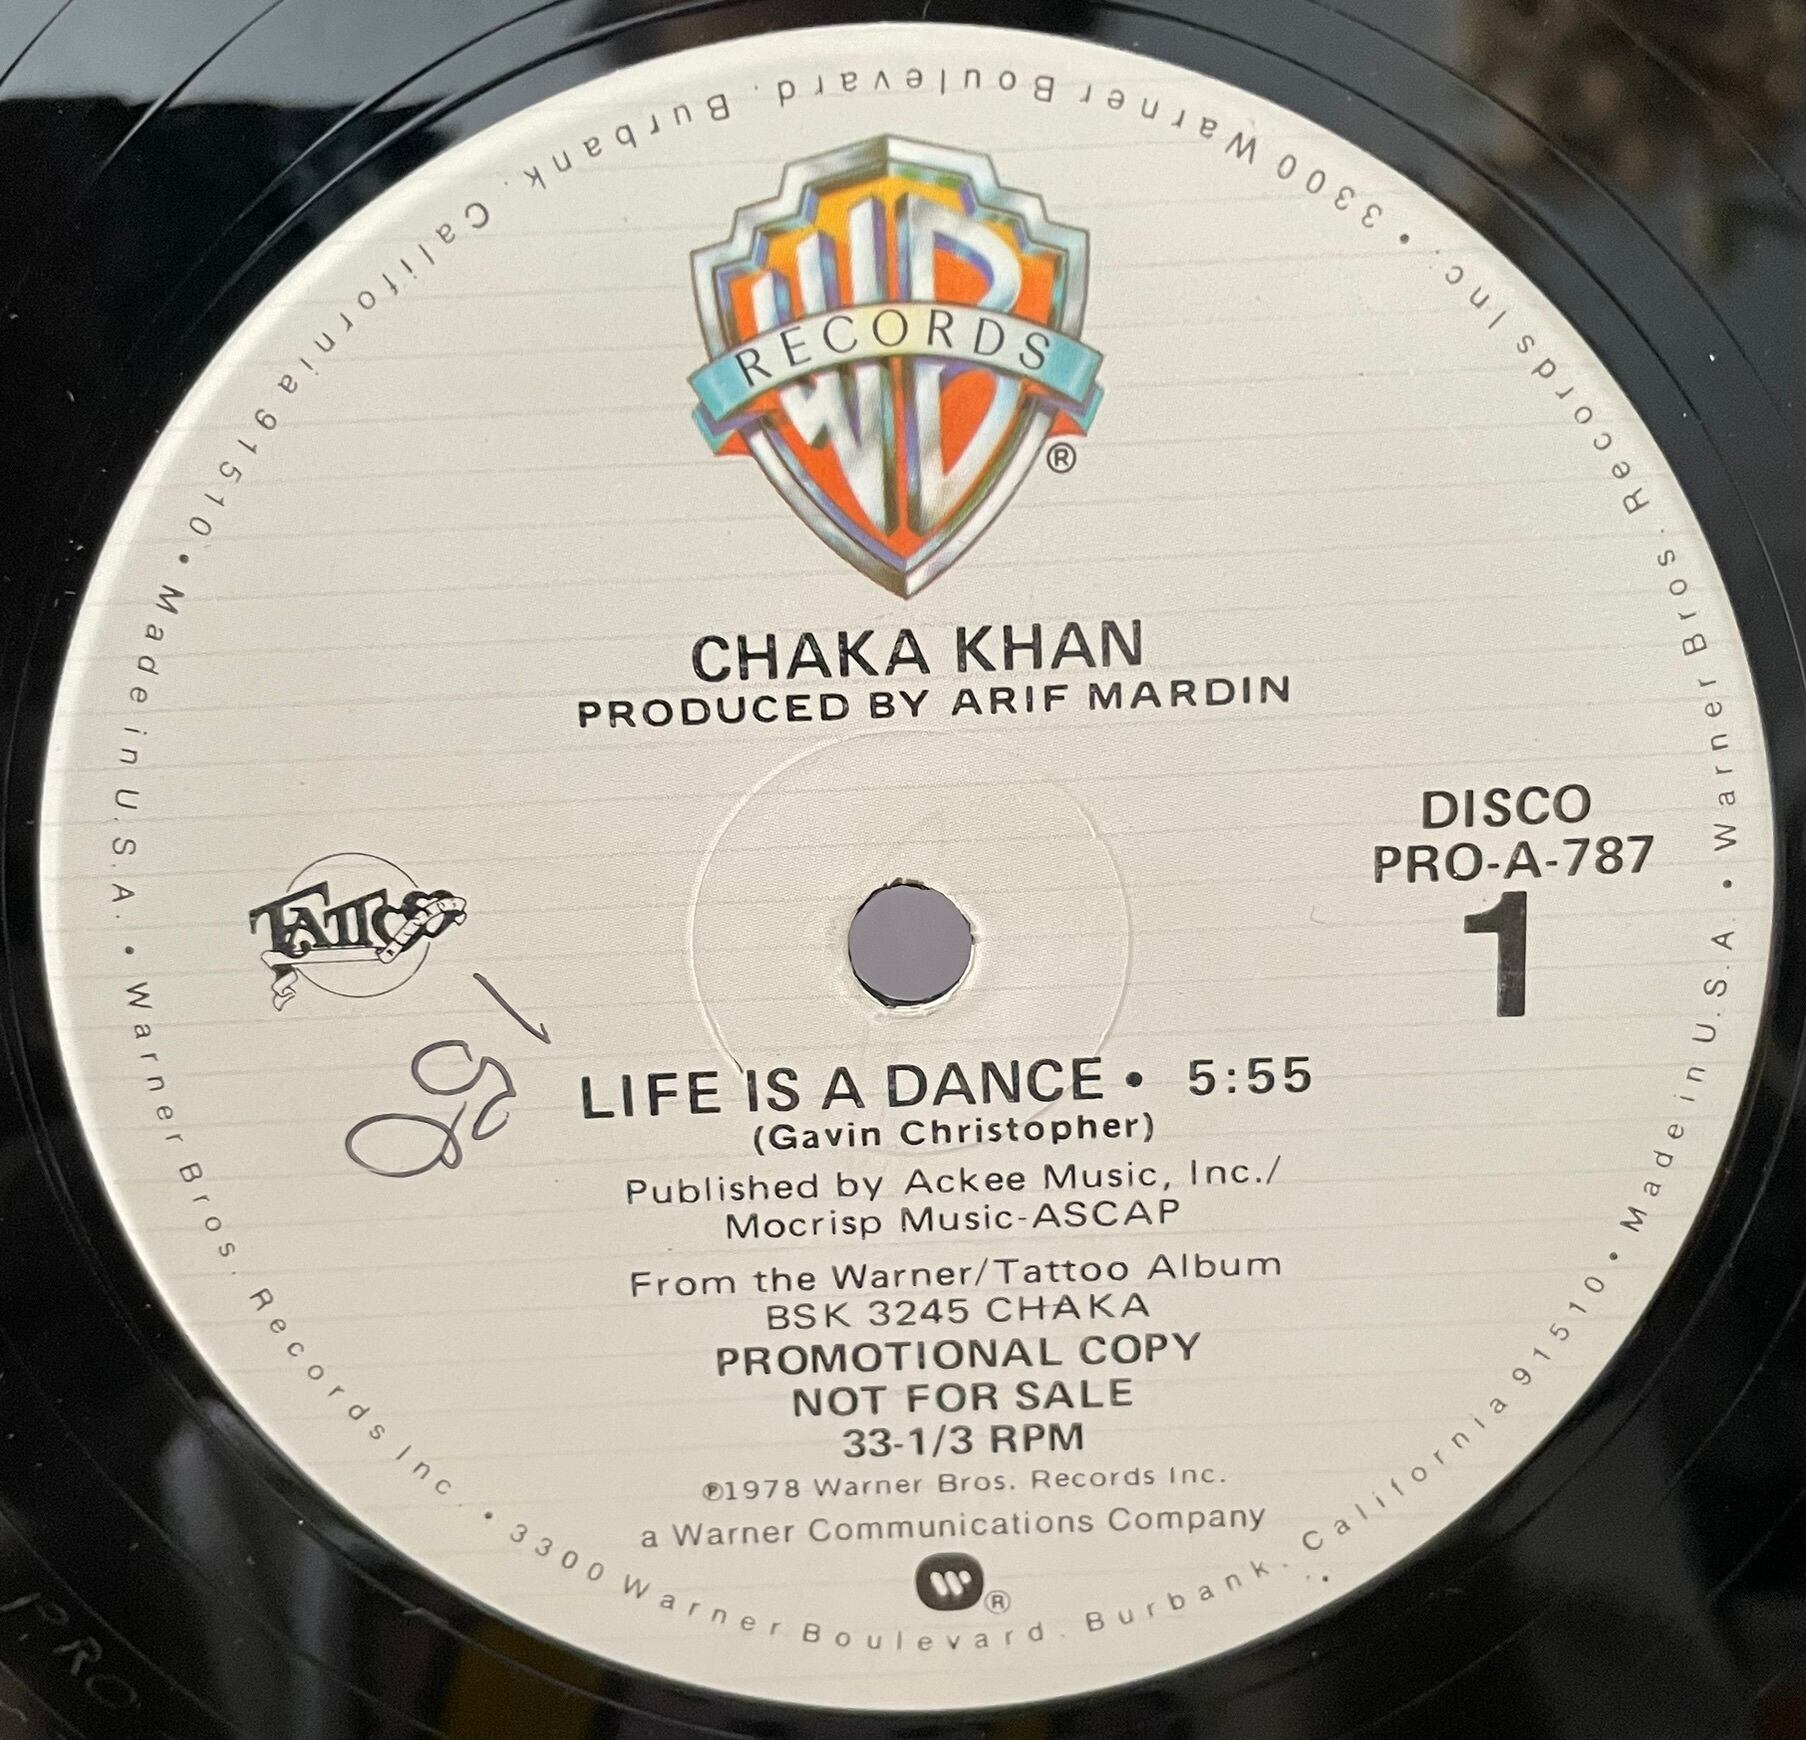 WB
RECORDS
®
CHAKA KHAN
PRODUCED BY ARIF MARDIN
DISCO
PRO-A-787
1
TATTOO
LIFE IS A DANCE • 5:55
(Gavin Christopher)
Published by Ackee Music, Inc./
Mocrisp Music-ASCAP
From the Warner/Tattoo Album
BSK 3245 CHAKA
PROMOTIONAL COPY
NOT FOR SALE
33-1/3 RPM
℗1978 Warner Bros. Records Inc.
a Warner Communications Company
®
Warner Bros. Records Inc. • 3300 Warner Boulevard. Burbank. California 91510 • Made in U.S.A. •
Warner Bros. Records Inc. • 3300 Warner Boulevard. Burbank. California 91510 • Made in U.S.A. •
PRO